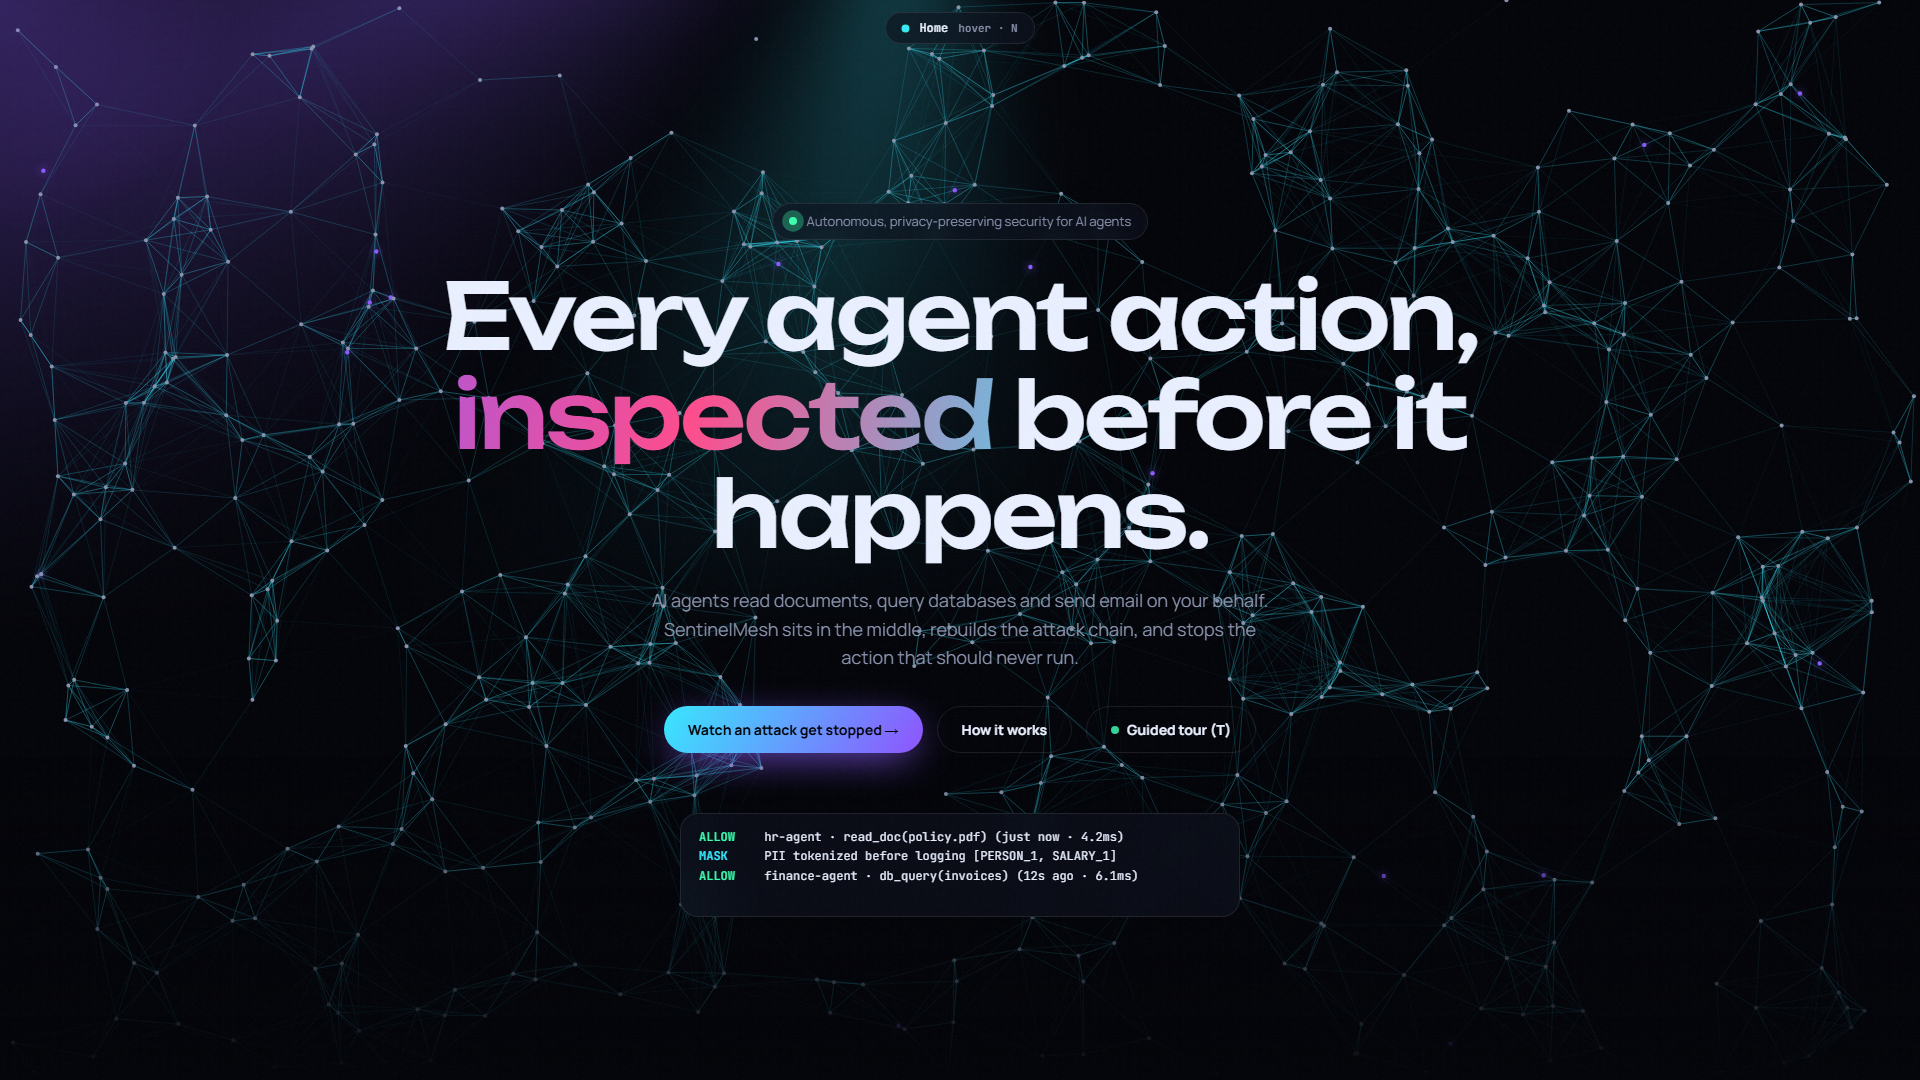 Home hover · N
Autonomous, privacy-preserving security for AI agents
Every agent action,
inspected before it
happens.
AI agents read documents, query databases and send email on your behalf.
SentinelMesh sits in the middle, rebuilds the attack chain, and stops the
action that should never run.
Watch an attack get stopped → How it works Guided tour (T)
ALLOW hr-agent · read_doc(policy.pdf) (just now · 4.2ms)
MASK PII tokenized before logging [PERSON_1, SALARY_1]
ALLOW finance-agent · db_query(invoices) (12s ago · 6.1ms)